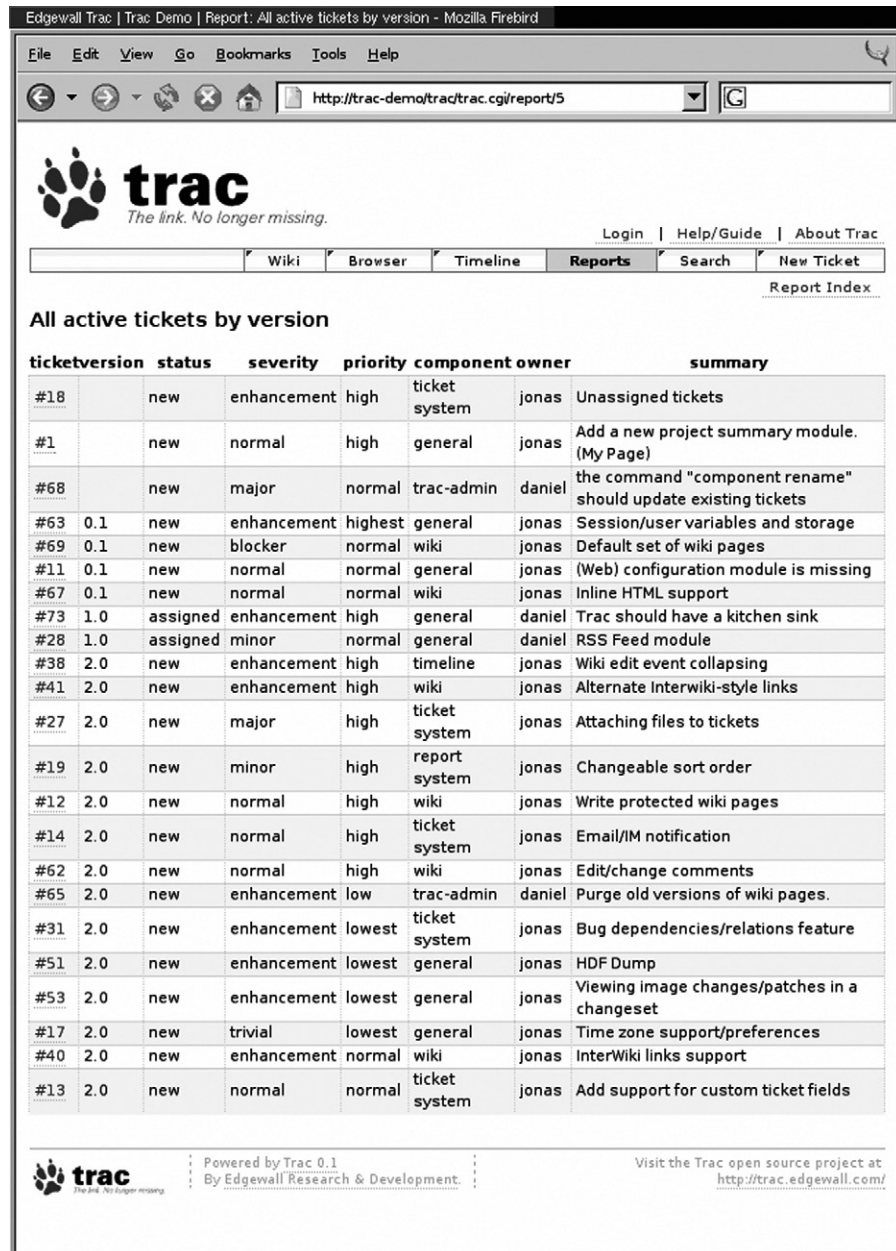 Edgewall Trac | Trac Demo | Report: All active tickets by version - Mozilla Firebird
File Edit View Go Bookmarks Tools Help
http://trac-demo/trac/trac.cgi/report/5 G
trac
The link. No longer missing.
Login | Help/Guide | About Trac
Wiki Browser Timeline Reports Search New Ticket
Report Index
All active tickets by version
ticket version status severity priority component owner summary
#18 new enhancement high ticket system jonas Unassigned tickets
#1 new normal high general jonas Add a new project summary module. (My Page)
#68 new major normal trac-admin daniel the command "component rename" should update existing tickets
#63 0.1 new enhancement highest general jonas Session/user variables and storage
#69 0.1 new blocker normal wiki jonas Default set of wiki pages
#11 0.1 new normal normal general jonas (Web) configuration module is missing
#67 0.1 new normal normal wiki jonas Inline HTML support
#73 1.0 assigned enhancement high general daniel Trac should have a kitchen sink
#28 1.0 assigned minor normal general daniel RSS Feed module
#38 2.0 new enhancement high timeline jonas Wiki edit event collapsing
#41 2.0 new enhancement high wiki jonas Alternate Interwiki-style links
#27 2.0 new major high ticket system jonas Attaching files to tickets
#19 2.0 new minor high report system jonas Changeable sort order
#12 2.0 new normal high wiki jonas Write protected wiki pages
#14 2.0 new normal high ticket system jonas Email/IM notification
#62 2.0 new normal high wiki jonas Edit/change comments
#65 2.0 new enhancement low trac-admin daniel Purge old versions of wiki pages.
#31 2.0 new enhancement lowest ticket system jonas Bug dependencies/relations feature
#51 2.0 new enhancement lowest general jonas HDF Dump
#53 2.0 new enhancement lowest general jonas Viewing image changes/patches in a changeset
#17 2.0 new trivial lowest general jonas Time zone support/preferences
#40 2.0 new enhancement normal wiki jonas InterWiki links support
#13 2.0 new normal normal ticket system jonas Add support for custom ticket fields
trac
The link. No longer missing.
Powered by Trac 0.1
By Edgewall Research & Development.
Visit the Trac open source project at
http://trac.edgewall.com/